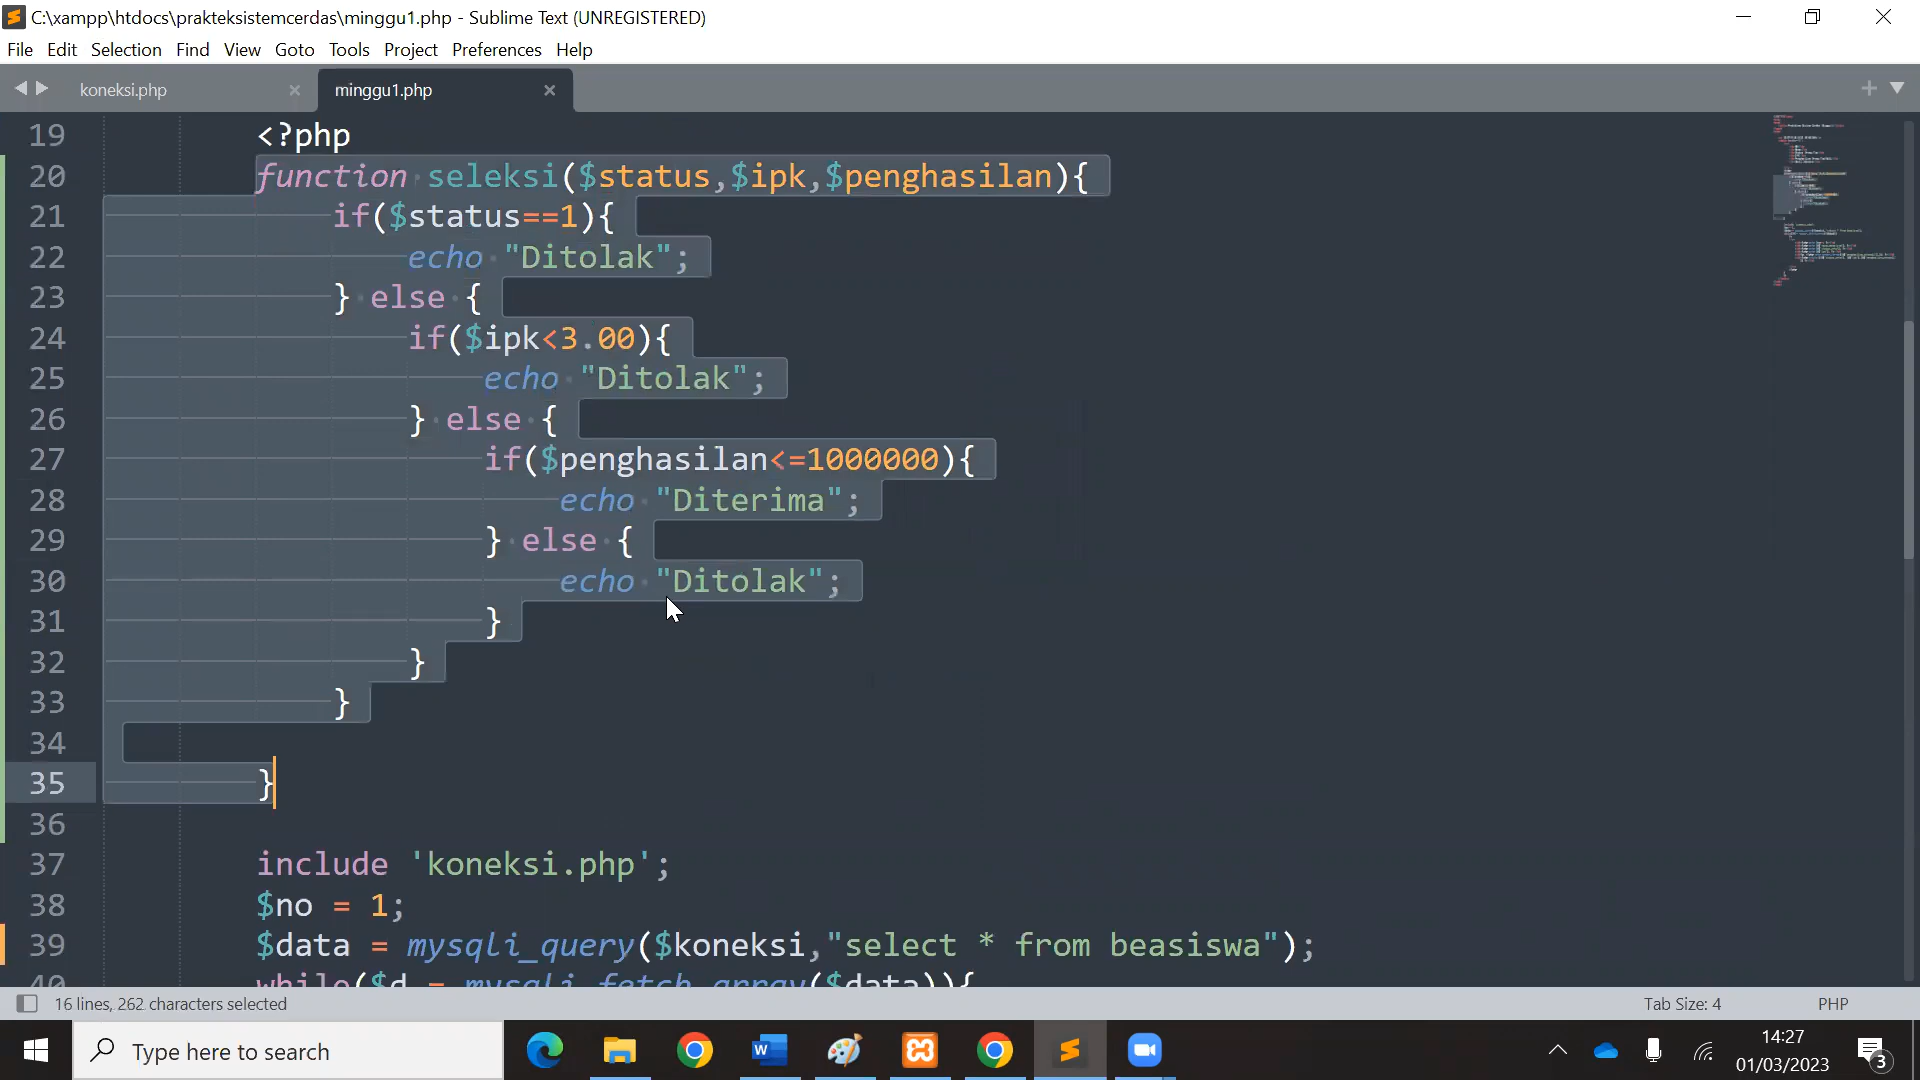 C:\xampp\htdocs\prakteksistemcerdas\minggu1.php - Sublime Text (UNREGISTERED)
File Edit Selection Find View Goto Tools Project Preferences Help
koneksi.php × minggu1.php ×
19 <?php
20 function seleksi($status,$ipk,$penghasilan){
21 if($status==1){
22 echo "Ditolak";
23 } else {
24 if($ipk<3.00){
25 echo "Ditolak";
26 } else {
27 if($penghasilan<=1000000){
28 echo "Diterima";
29 } else {
30 echo "Ditolak";
31 }
32 }
33 }
34
35 }
36
37 include 'koneksi.php';
38 $no = 1;
39 $data = mysqli_query($koneksi,"select * from beasiswa");
40 while($d = mysqli_fetch_array($data)){
16 lines, 262 characters selected Tab Size: 4 PHP
Type here to search
14:27
01/03/2023
3